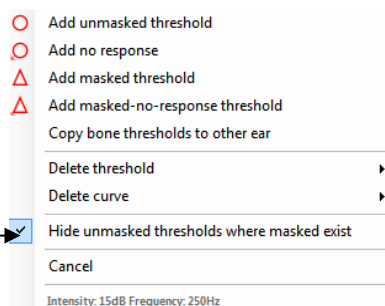 Add unmasked threshold
Add no response
Add masked threshold
Add masked-no-response threshold
Copy bone thresholds to other ear
Delete threshold
Delete curve
Hide unmasked thresholds where masked exist
Cancel
Intensity: 15dB Frequency: 250Hz